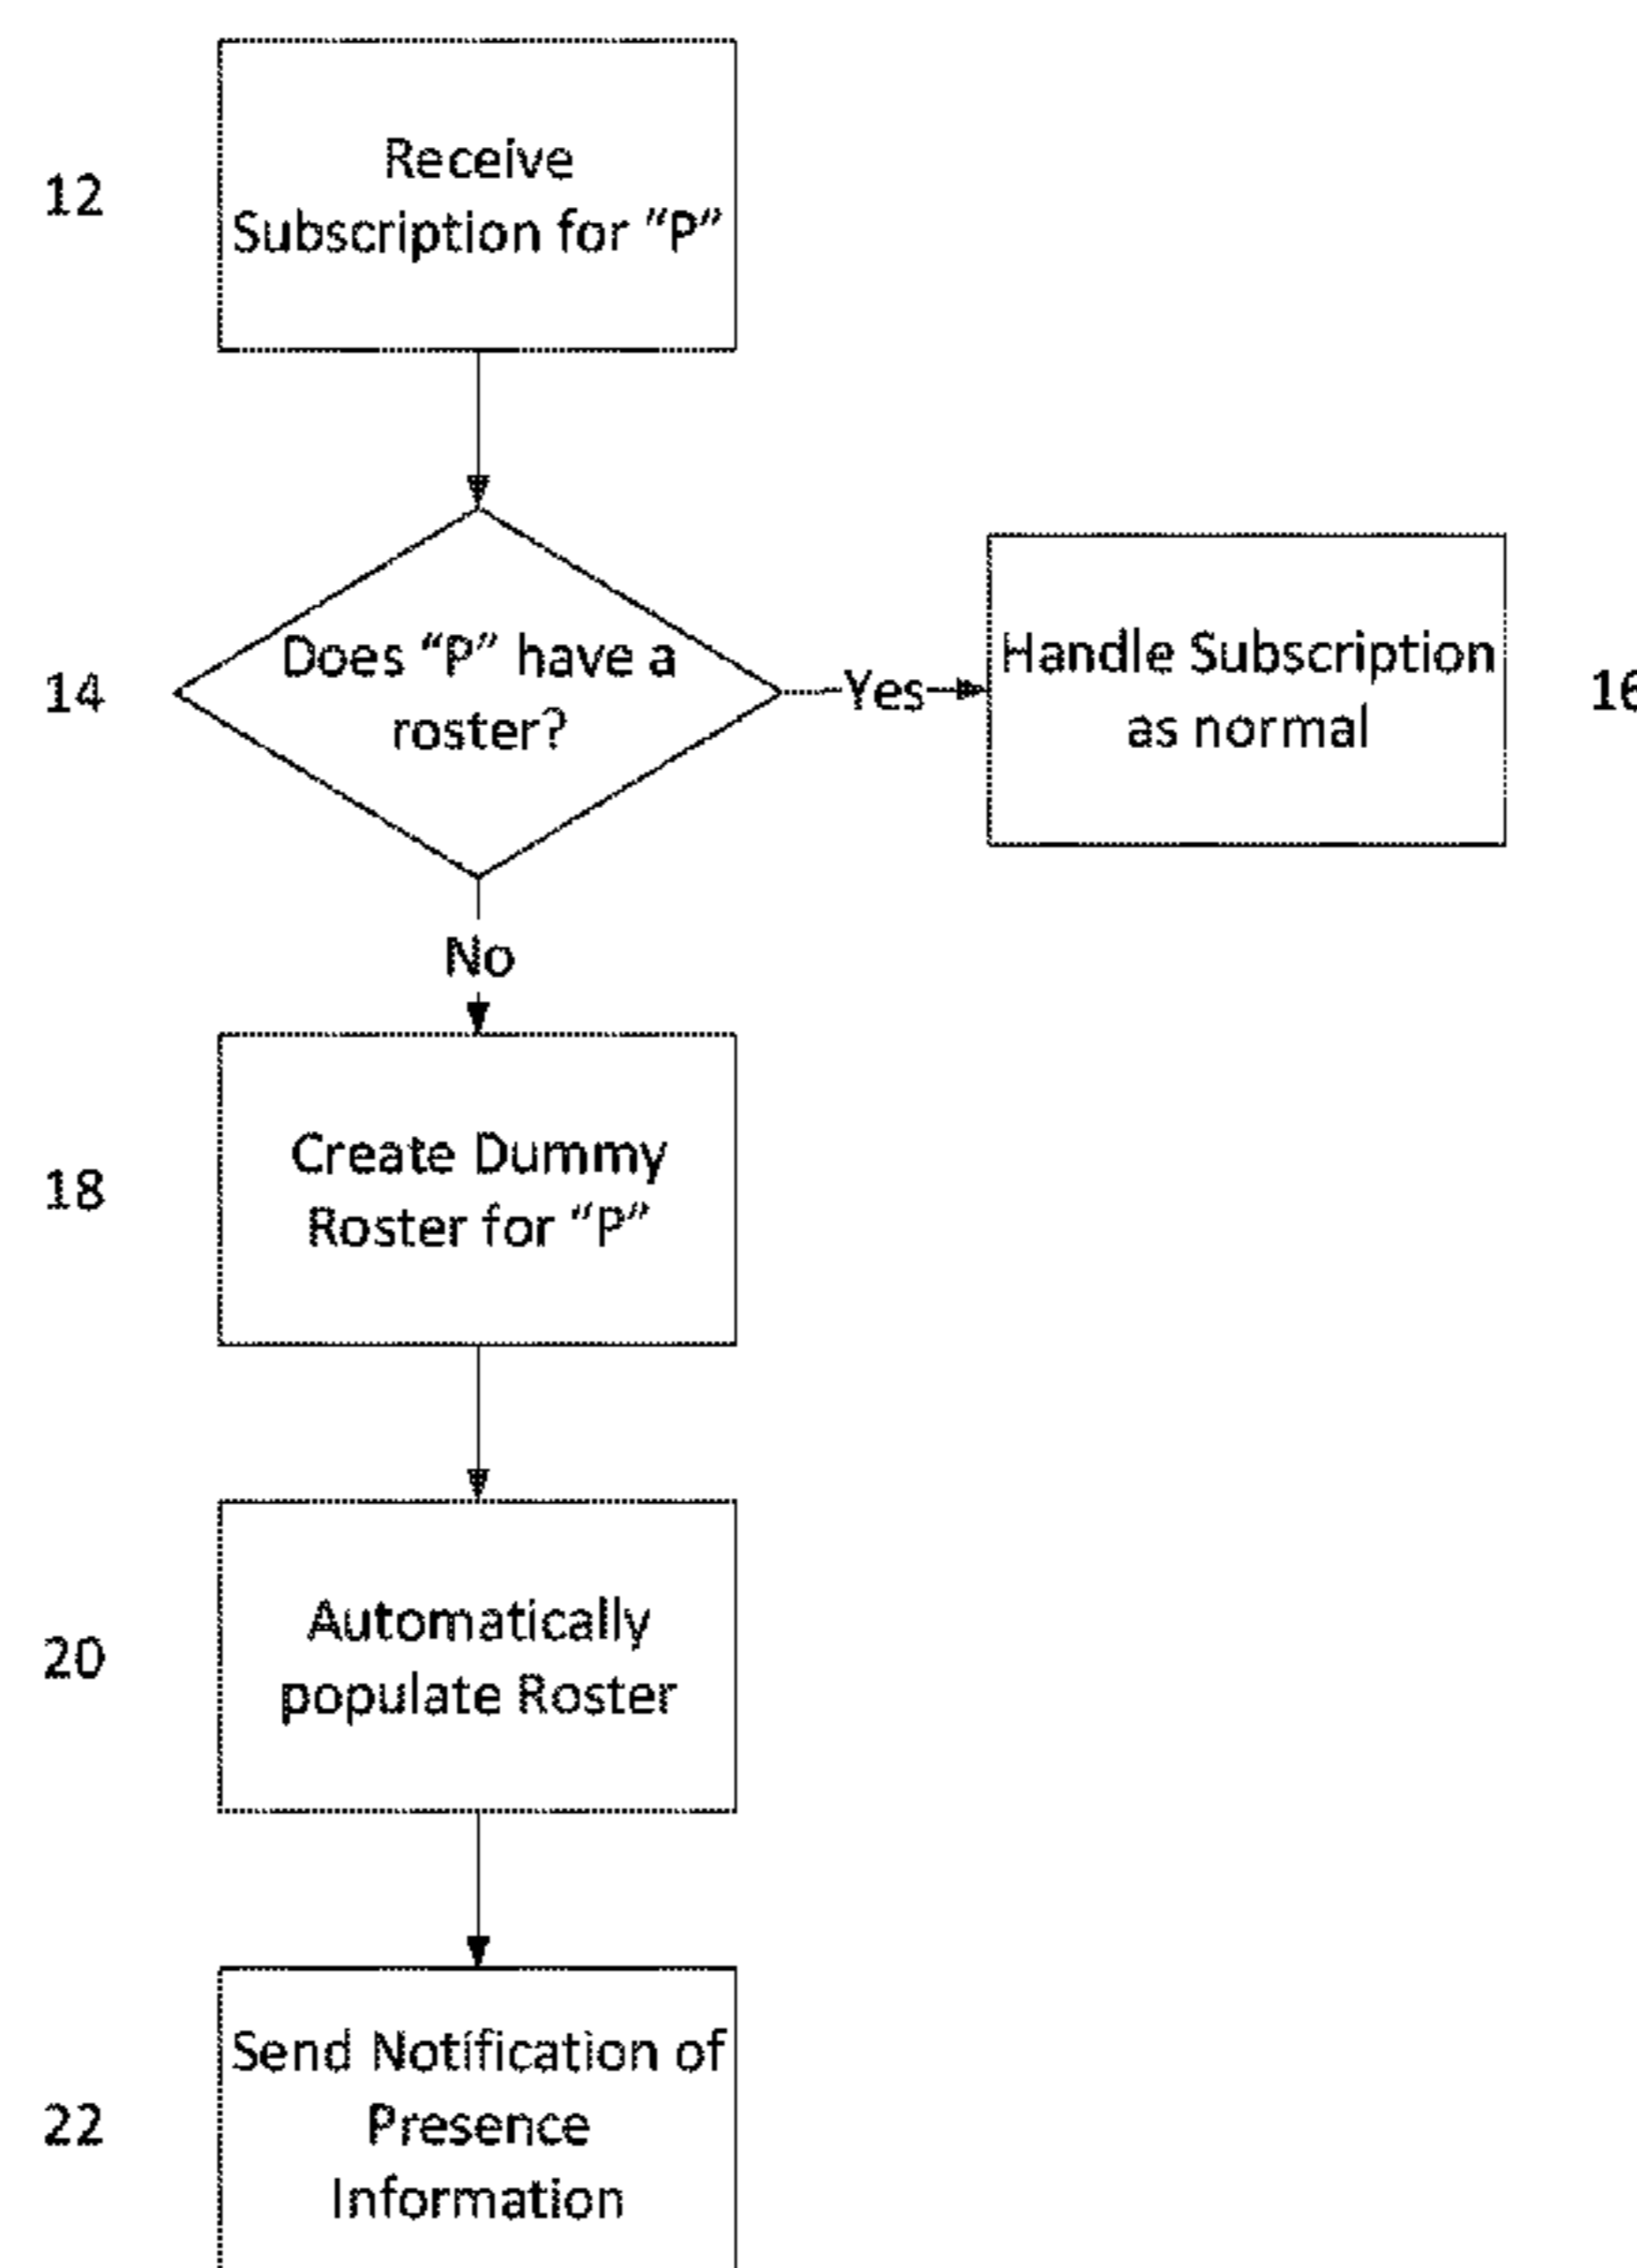 12
Receive
Subscription for "P"
14
Does "P" have a
roster?
Yes
Handle Subscription
as normal
16
No
18
Create Dummy
Roster for "P"
20
Automatically
populate Roster
22
Send Notification of
Presence
Information